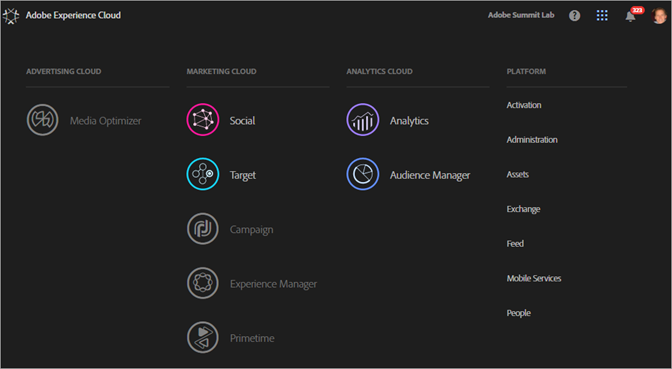 Adobe Experience Cloud
Adobe Summit Lab
?
323
ADVERTISING CLOUD
MARKETING CLOUD
ANALYTICS CLOUD
PLATFORM
Media Optimizer
Social
Analytics
Activation
Administration
Target
Audience Manager
Assets
Exchange
Campaign
Feed
Experience Manager
Mobile Services
People
Primetime